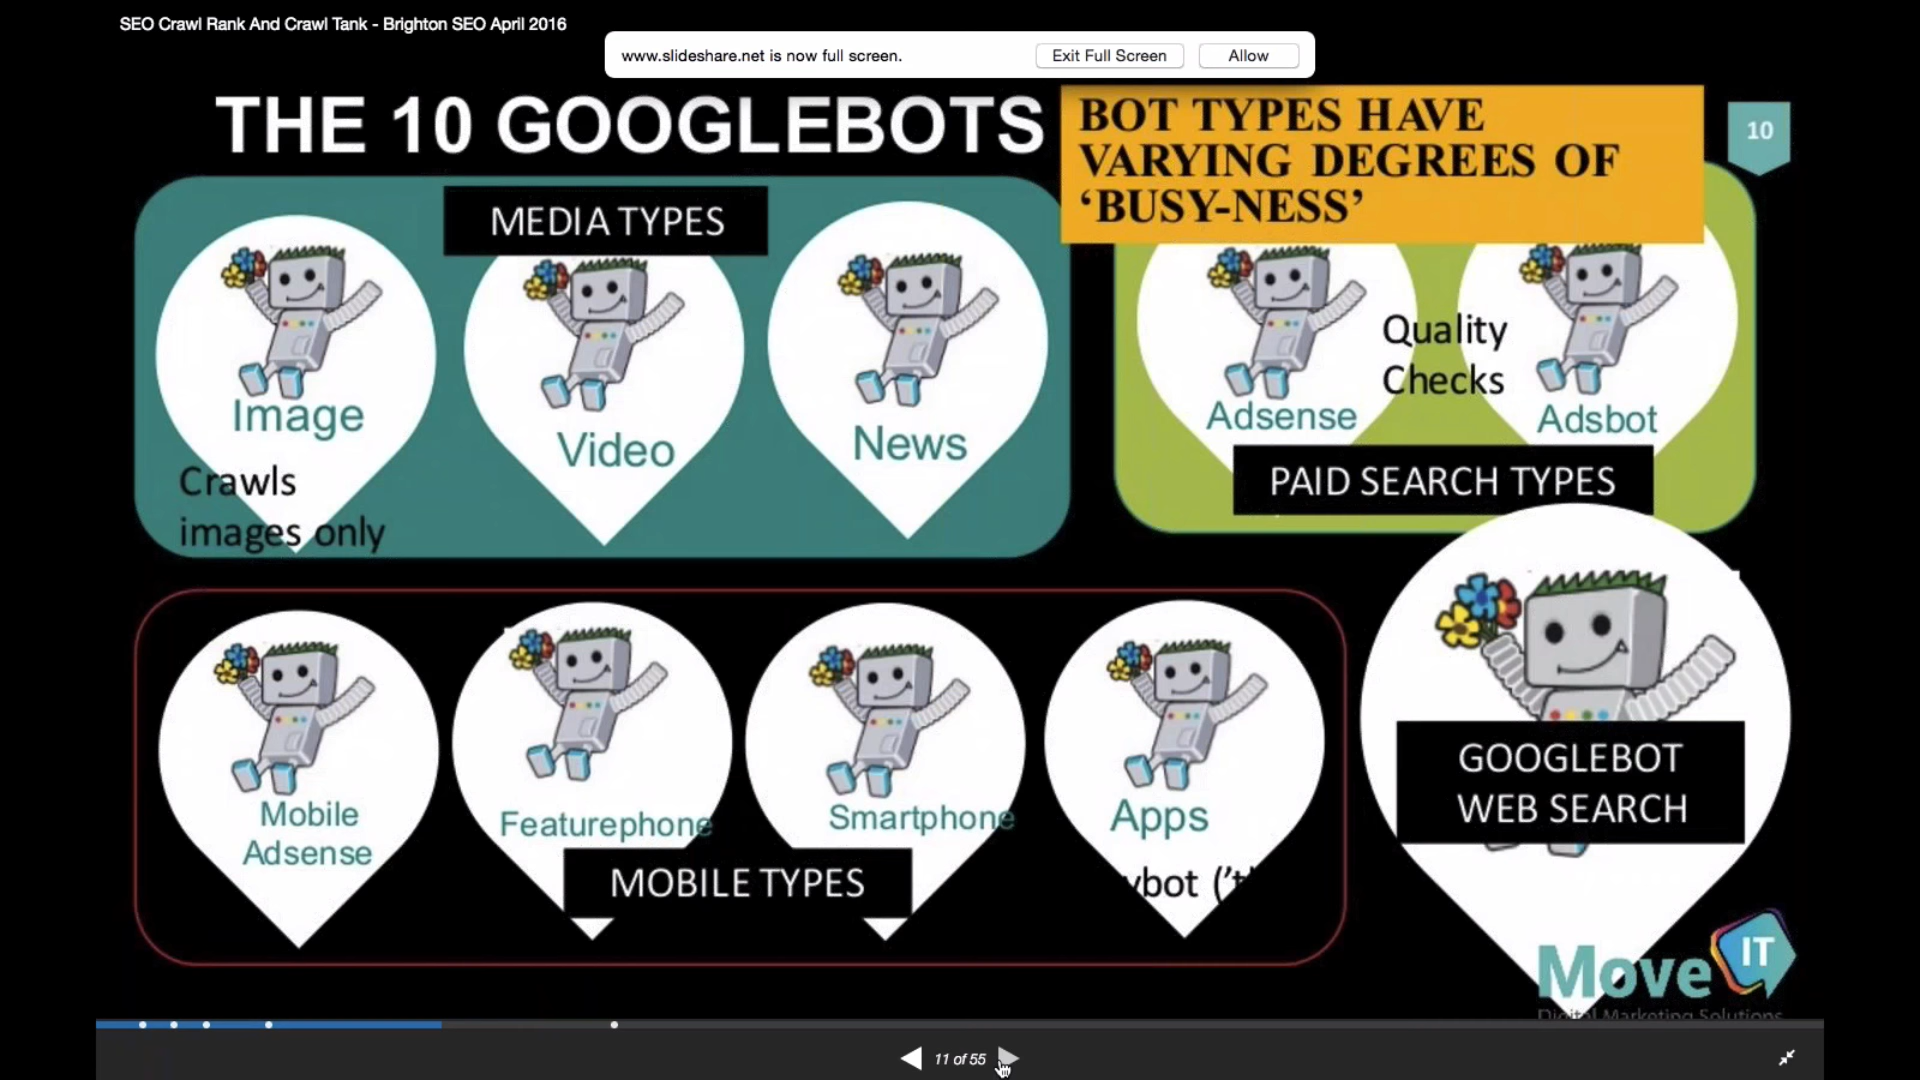 SEO Crawl Rank And Crawl Tank - Brighton SEO April 2016
www.slideshare.net is now full screen.
Exit Full Screen
Allow
THE 10 GOOGLEBOTS
BOT TYPES HAVE
VARYING DEGREES OF
‘BUSY-NESS’
10
MEDIA TYPES
Image
Crawls
images only
Video
News
Adsense
Quality
Checks
Adsbot
PAID SEARCH TYPES
Mobile
Adsense
Featurephone
Smartphone
Apps
MOBILE TYPES
GOOGLEBOT
WEB SEARCH
Move IT
Digital Marketing Solutions
11 of 55